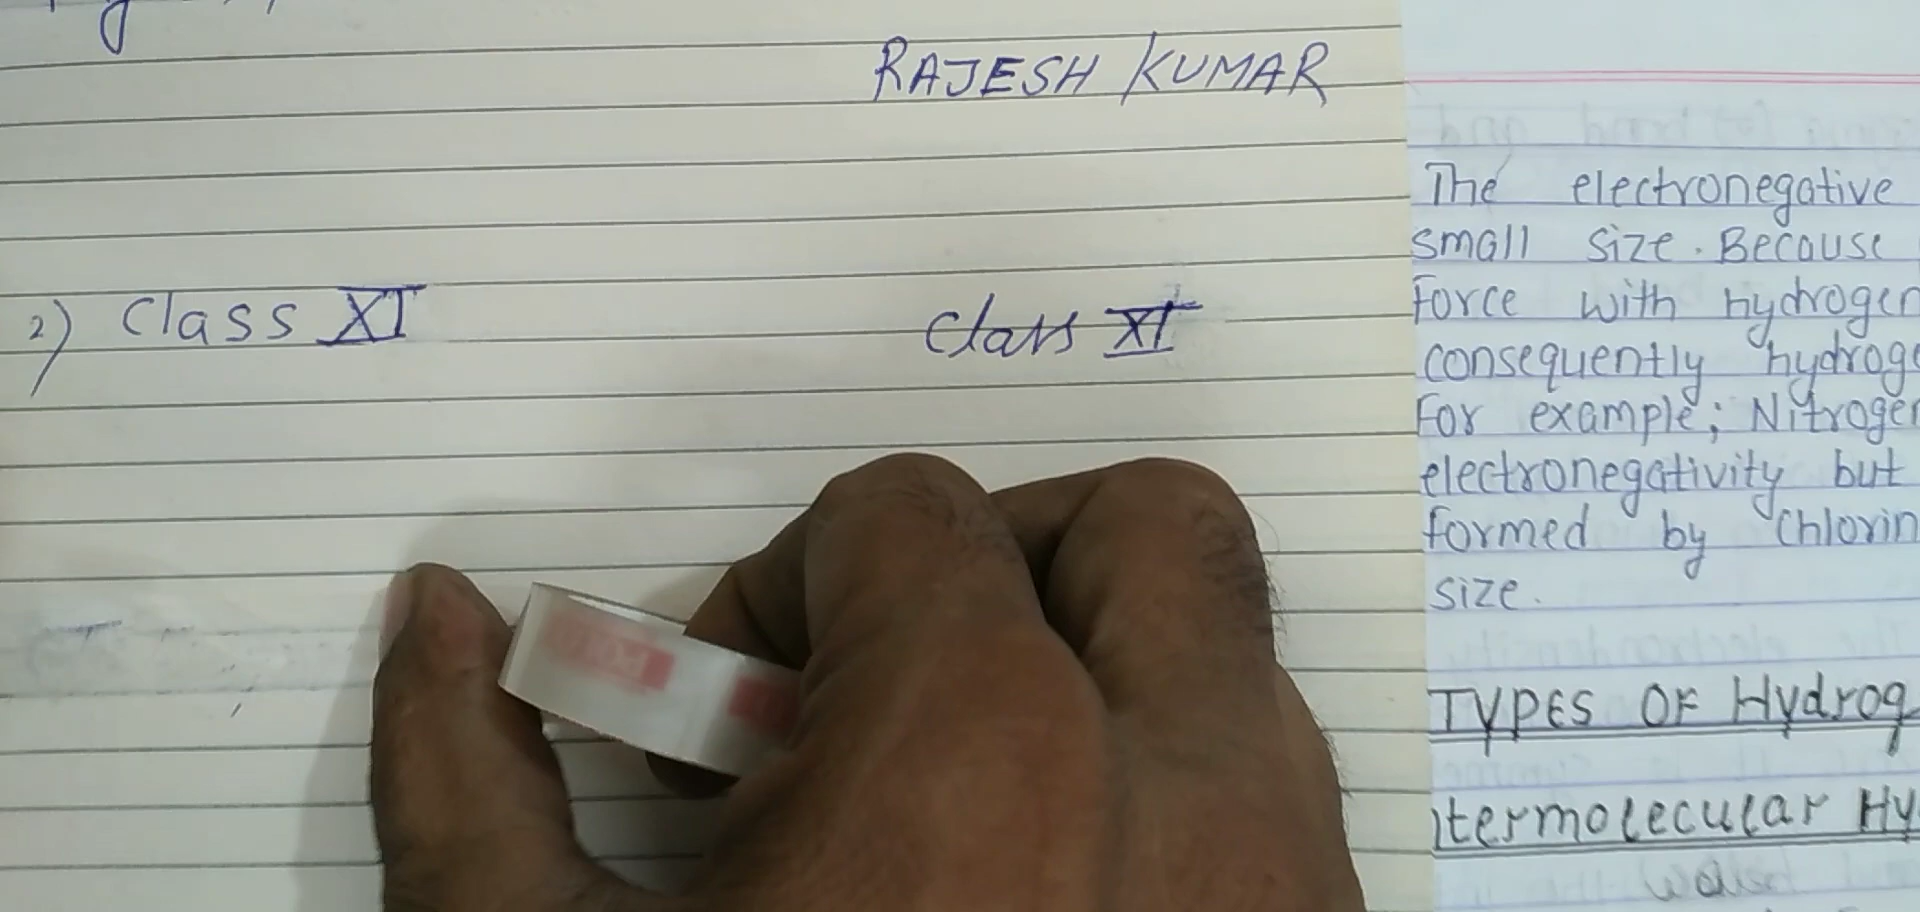 RAJESH KUMAR
2) Class XI
Class XI
The electronegative
small size. Because
Force with hydrogen
consequently hydroge
For example; Nitrogen
electronegativity but
formed by Chlorin
size.
TYPES OF Hydrog
termolecular Hy